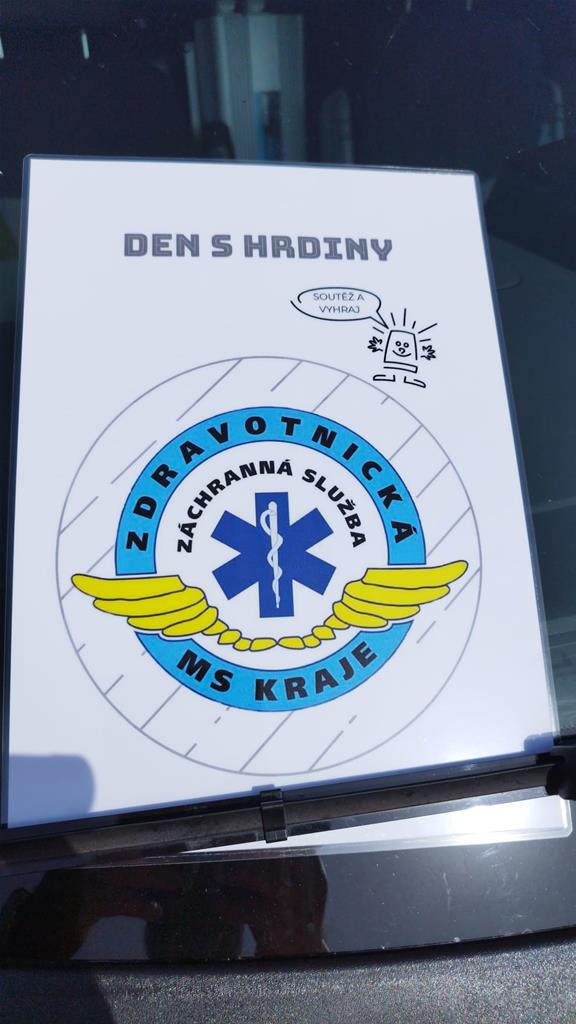 DEN S HRDINY
SOUTĚŽ A
VYHRAJ
ZDRAVOTNICKÁ
ZÁCHRANNÁ SLUŽBA
MS KRAJE